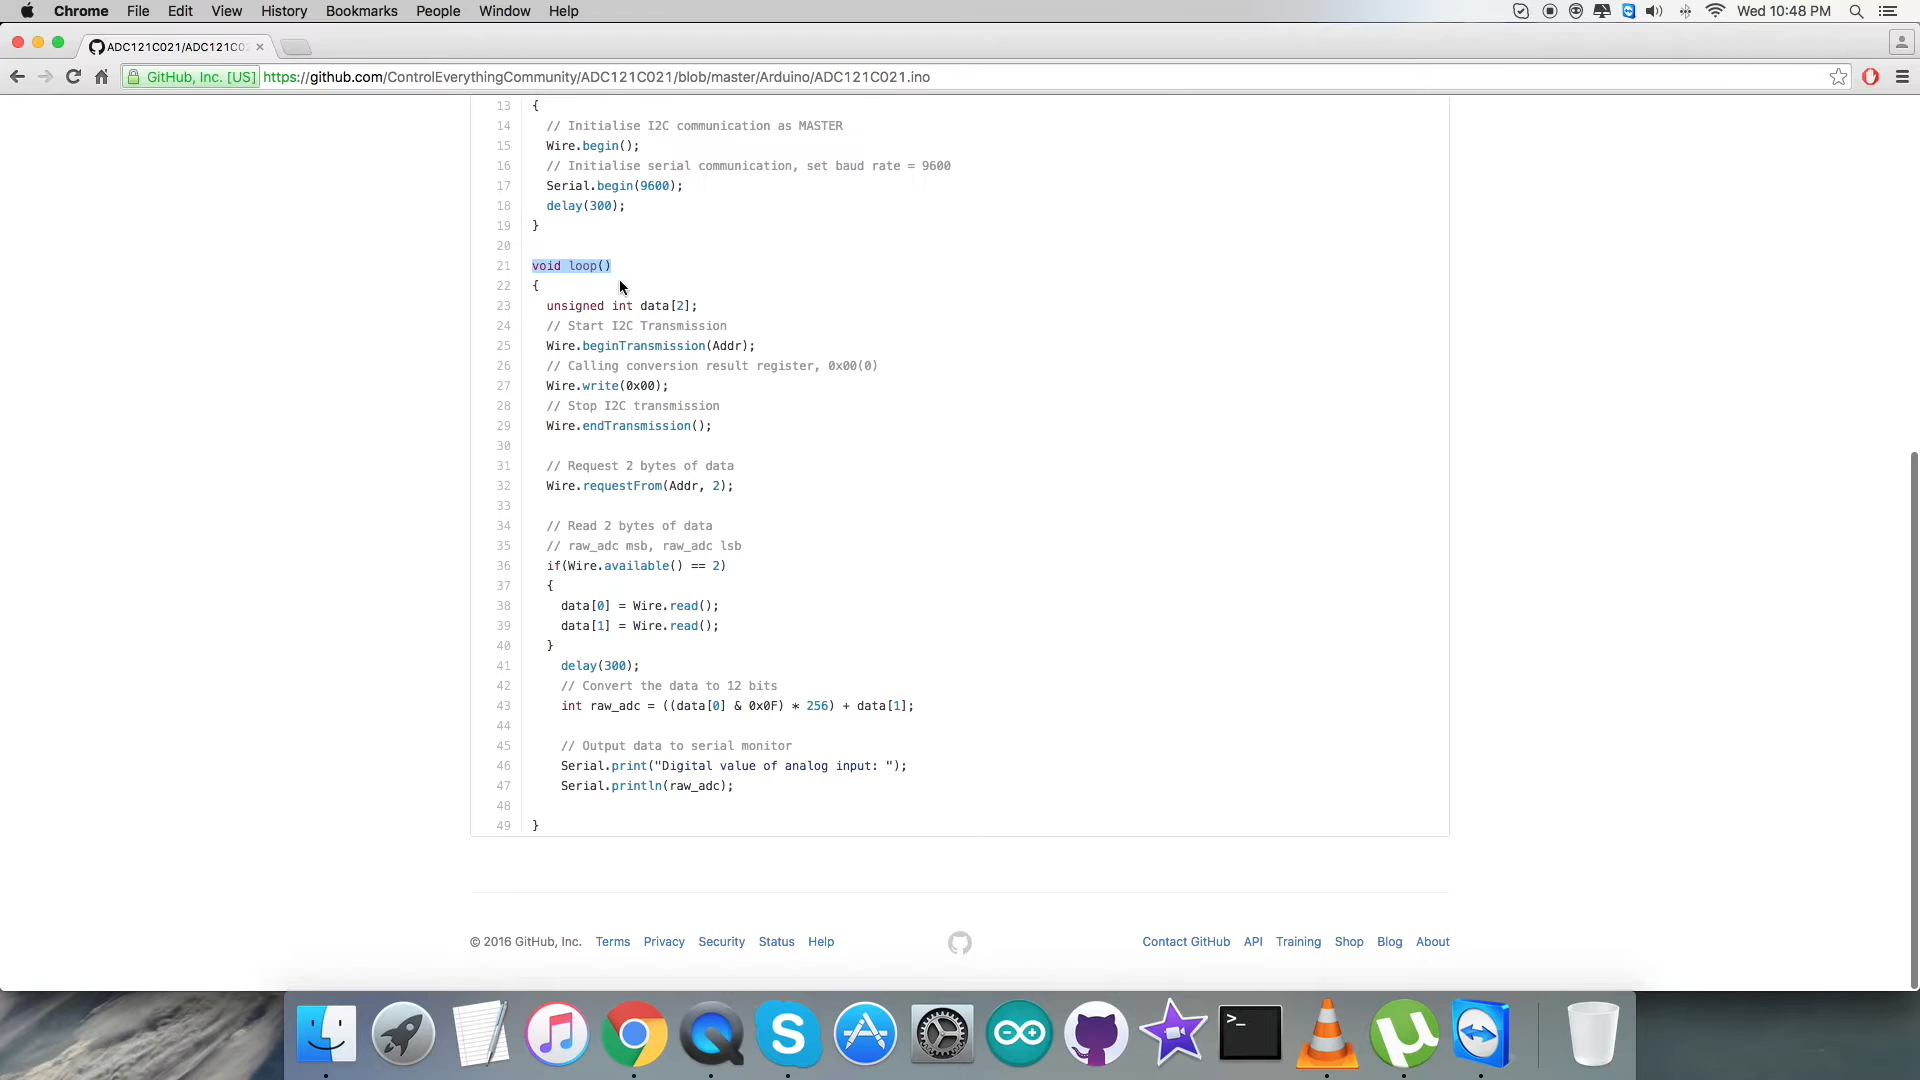 Chrome File Edit View History Bookmarks People Window Help Wed 10:48 PM
ADC121C021/ADC121C02
GitHub, Inc. [US] https://github.com/ControlEverythingCommunity/ADC121C021/blob/master/Arduino/ADC121C021.ino
13 {
14 // Initialise I2C communication as MASTER
15 Wire.begin();
16 // Initialise serial communication, set baud rate = 9600
17 Serial.begin(9600);
18 delay(300);
19 }
20
21 void loop()
22 {
23 unsigned int data[2];
24 // Start I2C Transmission
25 Wire.beginTransmission(Addr);
26 // Calling conversion result register, 0x00(0)
27 Wire.write(0x00);
28 // Stop I2C transmission
29 Wire.endTransmission();
30
31 // Request 2 bytes of data
32 Wire.requestFrom(Addr, 2);
33
34 // Read 2 bytes of data
35 // raw_adc msb, raw_adc lsb
36 if(Wire.available() == 2)
37 {
38 data[0] = Wire.read();
39 data[1] = Wire.read();
40 }
41 delay(300);
42 // Convert the data to 12 bits
43 int raw_adc = ((data[0] & 0x0F) * 256) + data[1];
44
45 // Output data to serial monitor
46 Serial.print("Digital value of analog input: ");
47 Serial.println(raw_adc);
48
49 }
© 2016 GitHub, Inc. Terms Privacy Security Status Help Contact GitHub API Training Shop Blog About